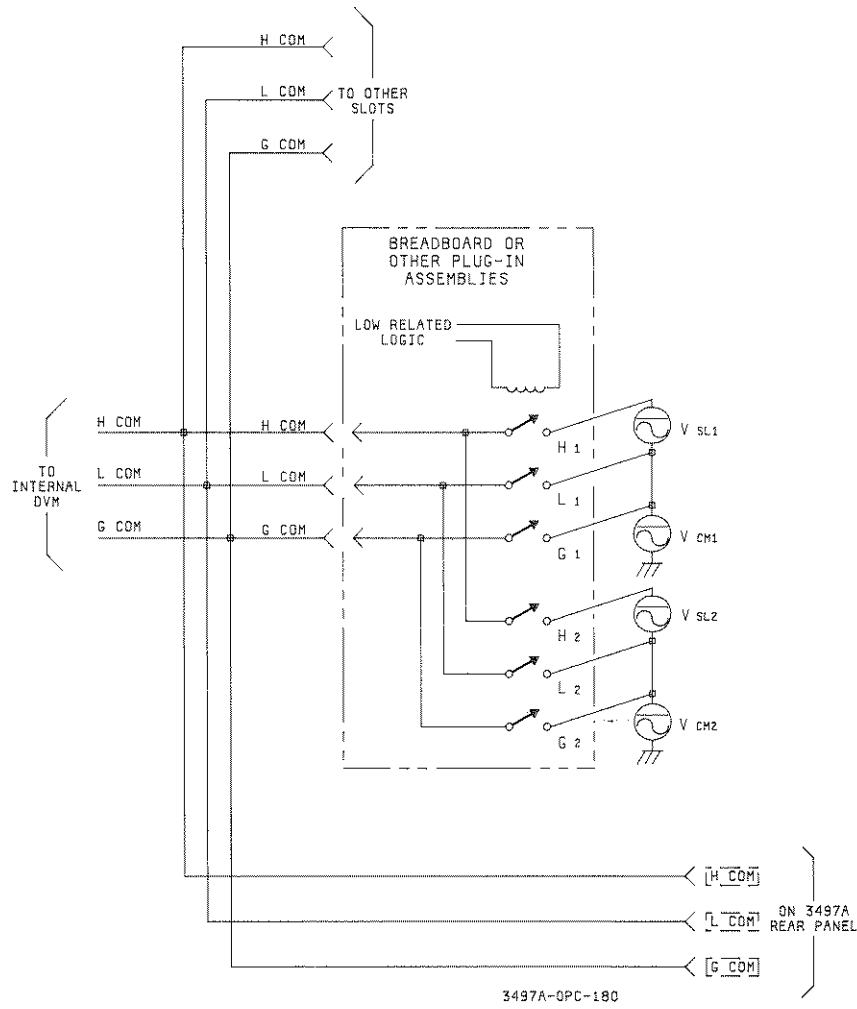 H COM
L COM
TO OTHER
SLOTS
G COM
BREADBOARD OR
OTHER PLUG-IN
ASSEMBLIES
LOW RELATED
LOGIC
H COM
H COM
H 1
V SL1
TO
INTERNAL
DVM
L COM
L COM
L 1
G COM
G COM
G 1
V CM1
H 2
V SL2
L 2
G 2
V CM2
H COM
L COM
ON 3497A
REAR PANEL
G COM
3497A-OPC-180